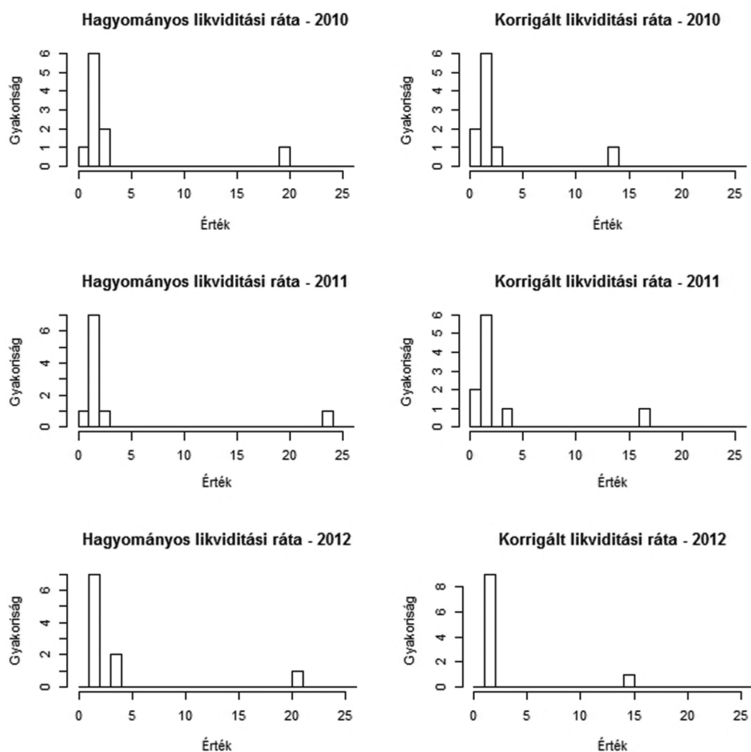 Hagyományos likviditási ráta - 2010
Gyakoriság
0 1 2 3 4 5 6
0 5 10 15 20 25
Érték
Korrigált likviditási ráta - 2010
Gyakoriság
0 1 2 3 4 5 6
0 5 10 15 20 25
Érték
Hagyományos likviditási ráta - 2011
Gyakoriság
0 2 4 6
0 5 10 15 20 25
Érték
Korrigált likviditási ráta - 2011
Gyakoriság
0 1 2 3 4 5 6
0 5 10 15 20 25
Érték
Hagyományos likviditási ráta - 2012
Gyakoriság
0 2 4 6
0 5 10 15 20 25
Érték
Korrigált likviditási ráta - 2012
Gyakoriság
0 2 4 6 8
0 5 10 15 20 25
Érték